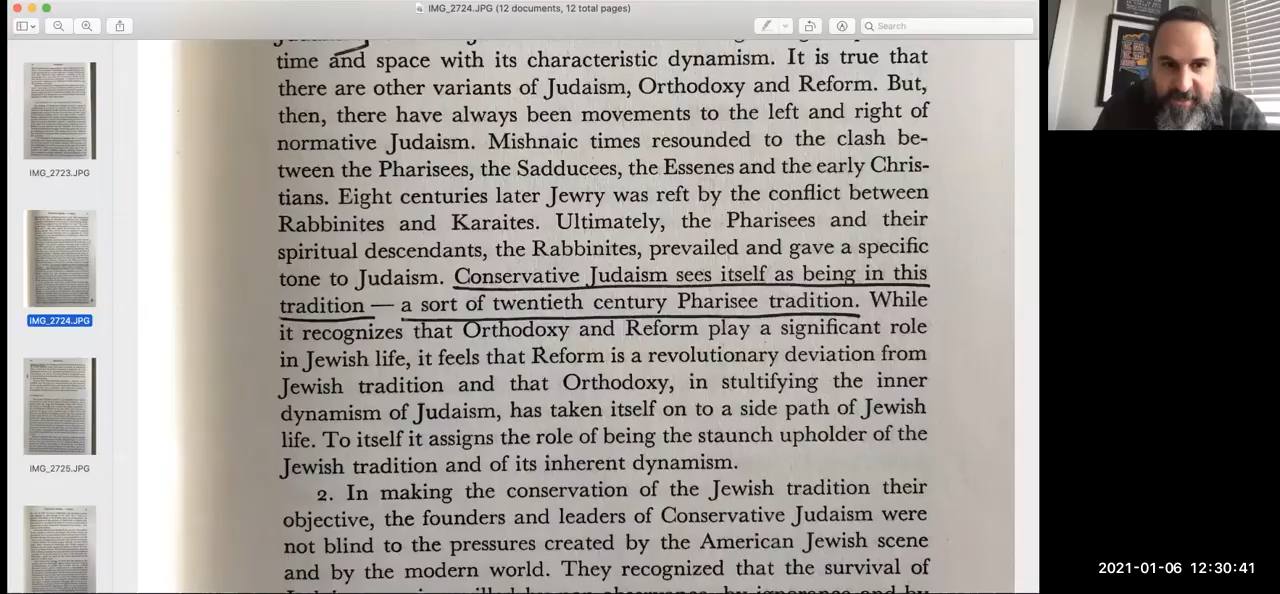 IMG_2724.JPG (12 documents, 12 total pages)
Search
IMG_2723.JPG
IMG_2724.JPG
IMG_2725.JPG
time and space with its characteristic dynamism. It is true that
there are other variants of Judaism, Orthodoxy and Reform. But,
then, there have always been movements to the left and right of
normative Judaism. Mishnaic times resounded to the clash be-
tween the Pharisees, the Sadducees, the Essenes and the early Chris-
tians. Eight centuries later Jewry was reft by the conflict between
Rabbinites and Karaites. Ultimately, the Pharisees and their
spiritual descendants the Rabbinites, prevailed and gave a specific
tone to Judaism. Conservative Judaism sees itself as being in this
tradition — a sort of twentieth century Pharisee tradition. While
it recognizes that Orthodoxy and Reform play a significant role
in Jewish life, it feels that Reform is a revolutionary deviation from
Jewish tradition and that Orthodoxy, in stultifying the inner
dynamism of Judaism, has taken itself on to a side path of Jewish
life. To itself it assigns the role of being the staunch upholder of the
Jewish tradition and of its inherent dynamism.
2. In making the conservation of the Jewish tradition their
objective, the founders and leaders of Conservative Judaism were
not blind to the problems created by the American Jewish scene
and by the modern world. They recognized that the survival of
2021-01-06 12:30:41